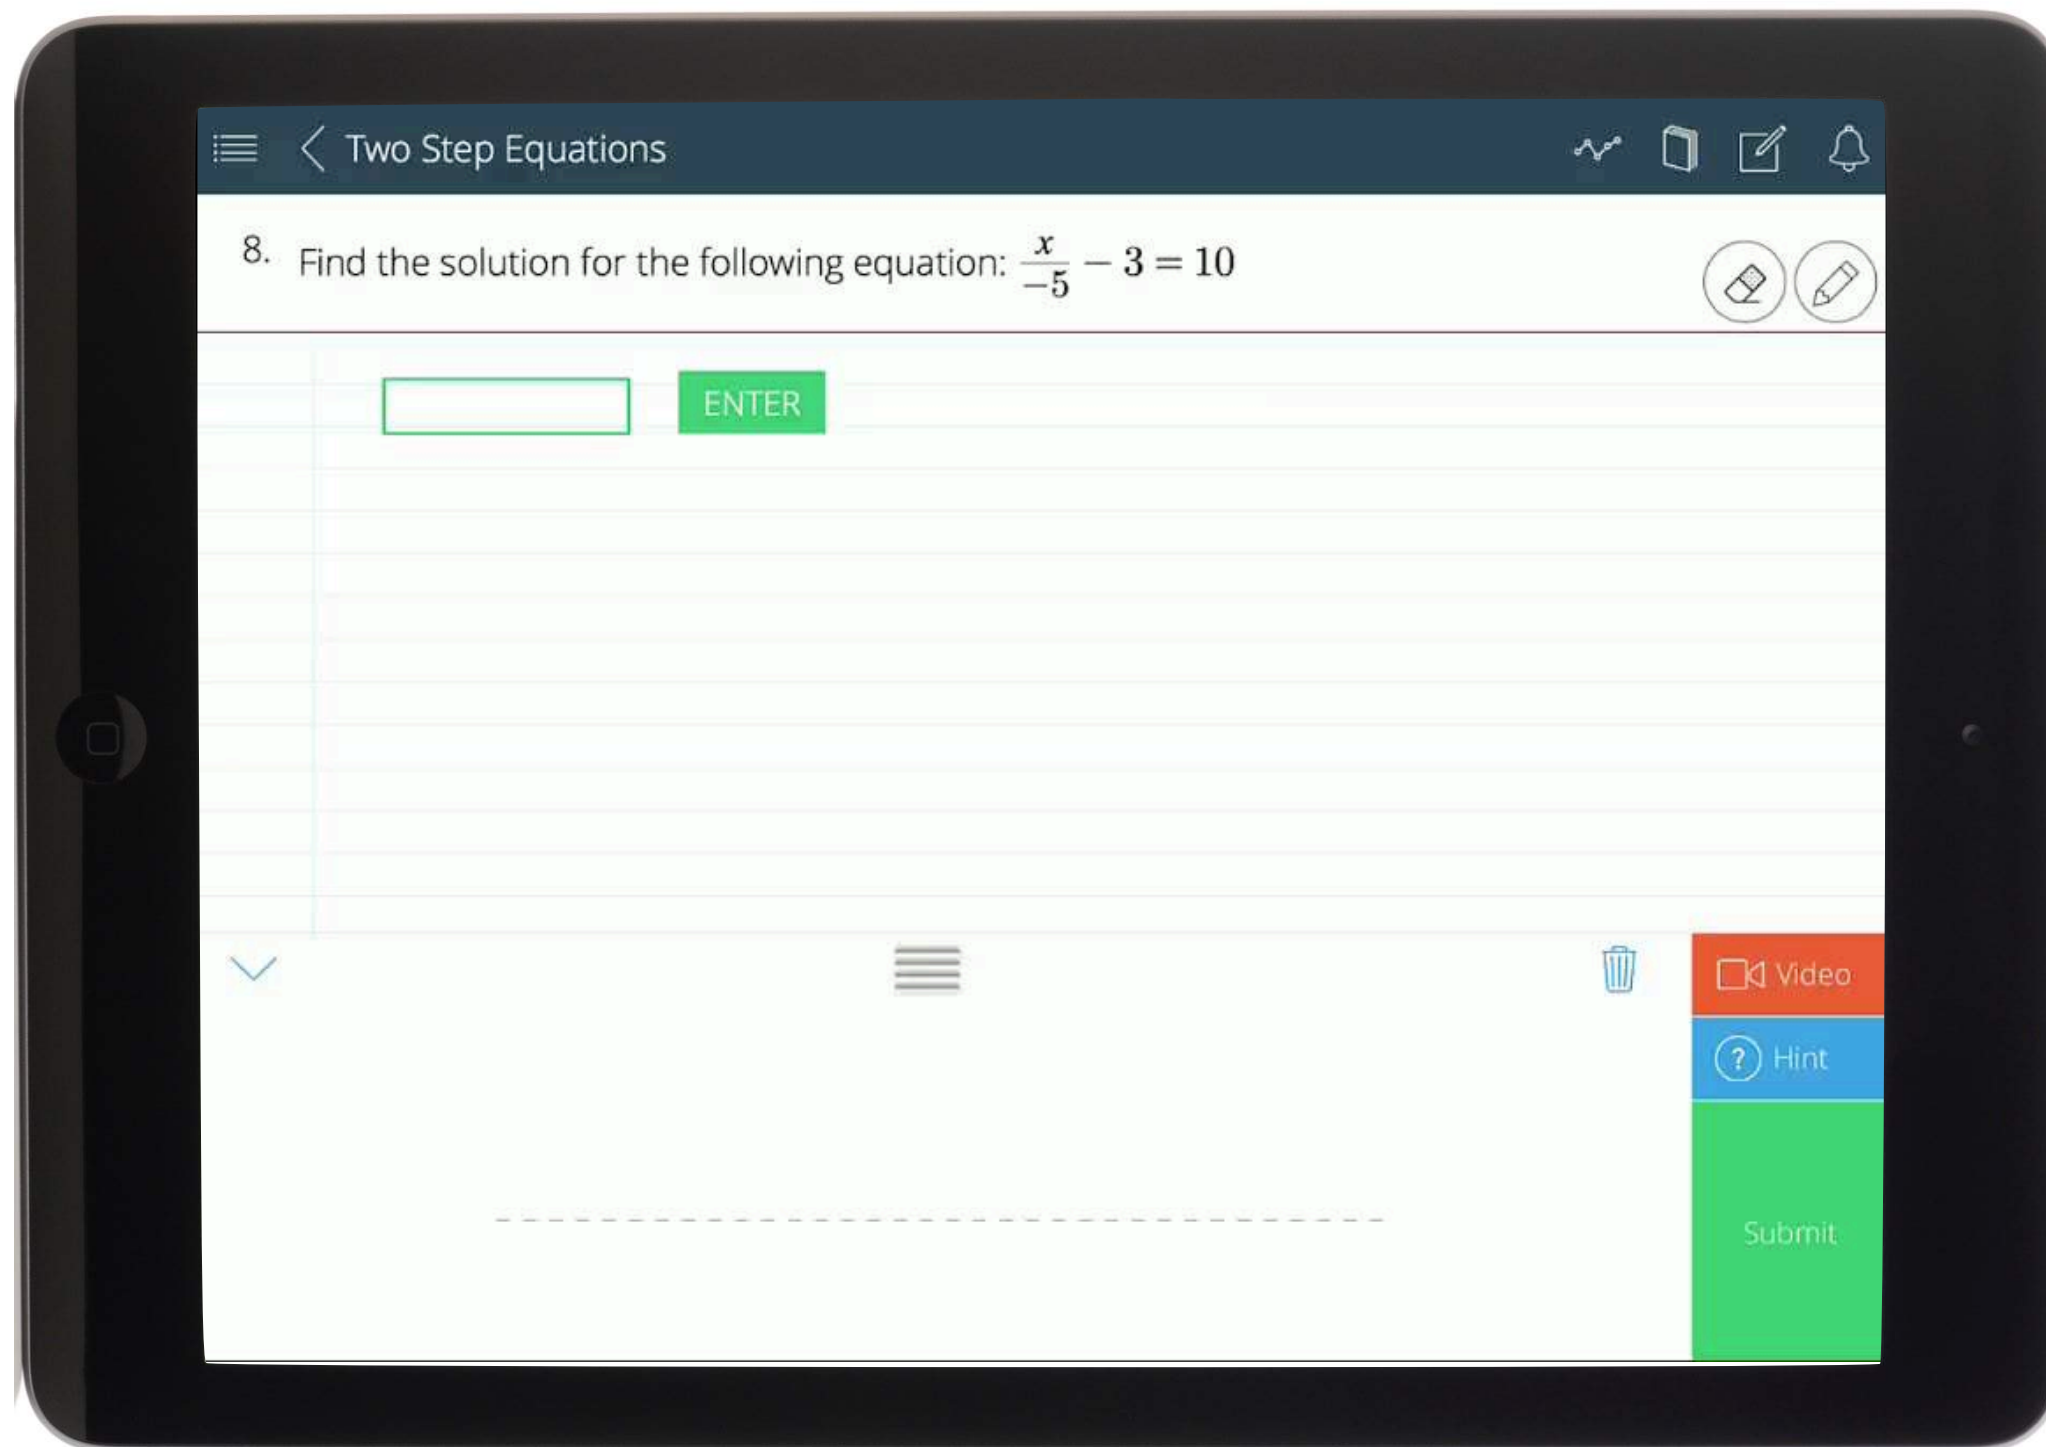 Two Step Equations
8. Find the solution for the following equation: x/−5 − 3 = 10
ENTER
Video
? Hint
Submit